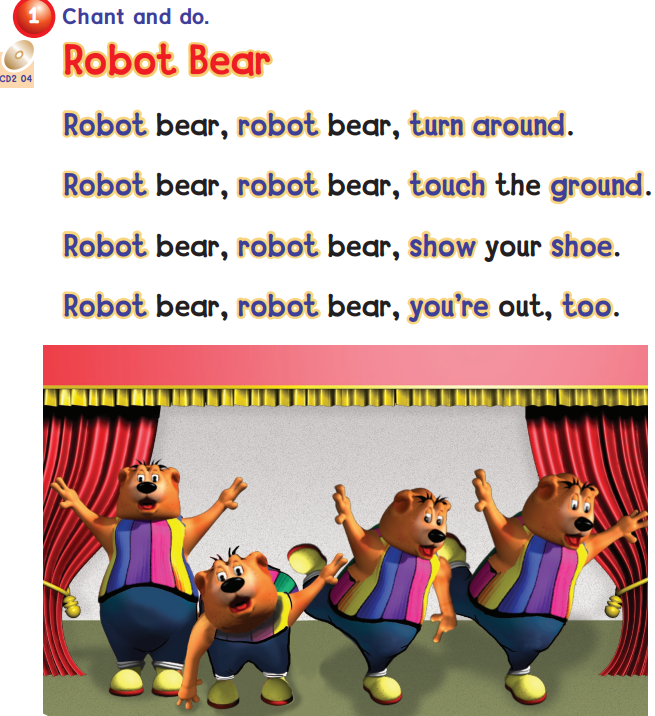 1 Chant and do.
CD2 04
Robot Bear
Robot bear, robot bear, turn around.
Robot bear, robot bear, touch the ground.
Robot bear, robot bear, show your shoe.
Robot bear, robot bear, you're out, too.